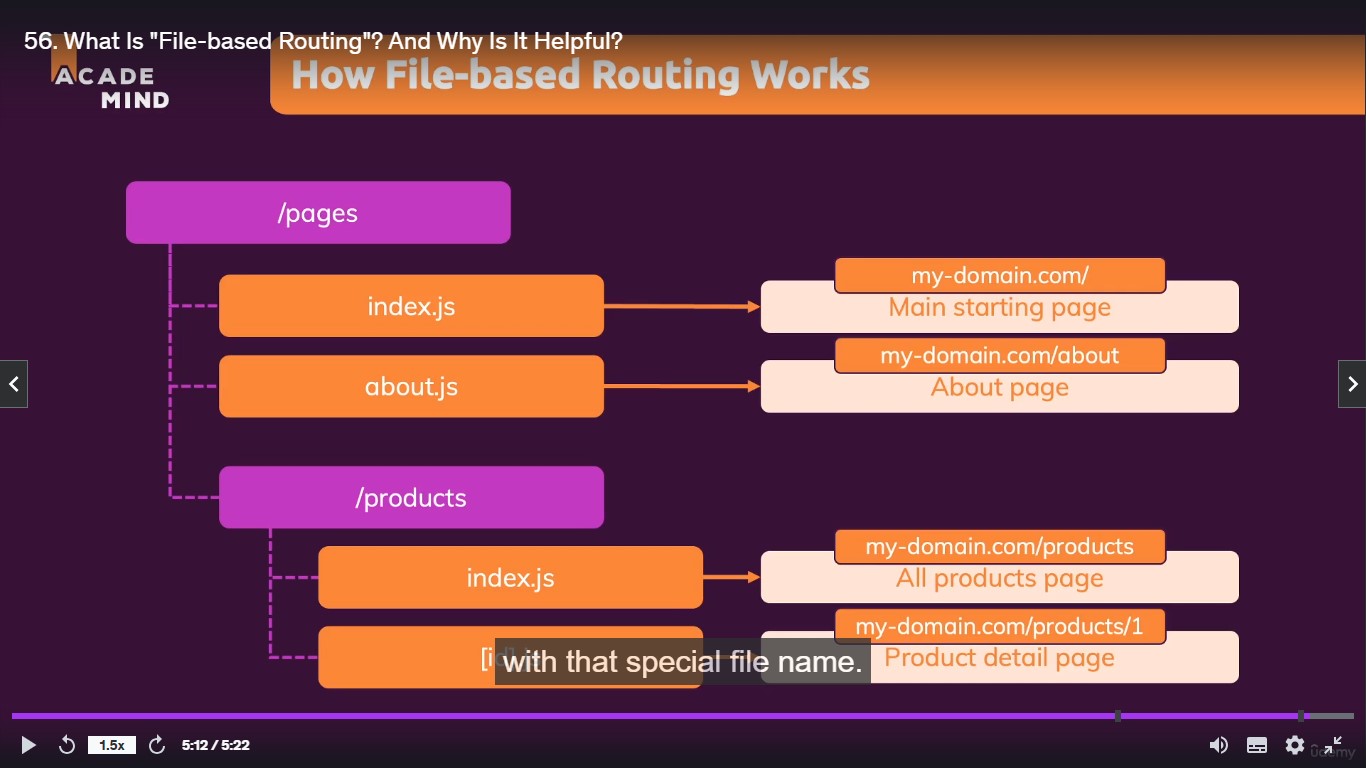 56. What Is "File-based Routing"? And Why Is It Helpful?
ACADE
MIND
How File-based Routing Works
/pages
index.js
my-domain.com/
Main starting page
about.js
my-domain.com/about
About page
/products
index.js
my-domain.com/products
All products page
my-domain.com/products/1
Product detail page
with that special file name.
1.5x
5:12 / 5:22
ûdemy